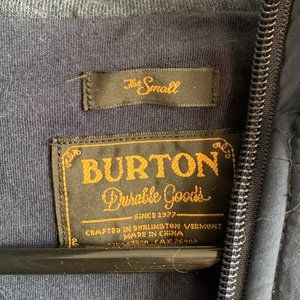 The Small
BURTON
Durable Goods
SINCE 1977
CRAFTED IN BURLINGTON VERMONT
MADE IN CHINA